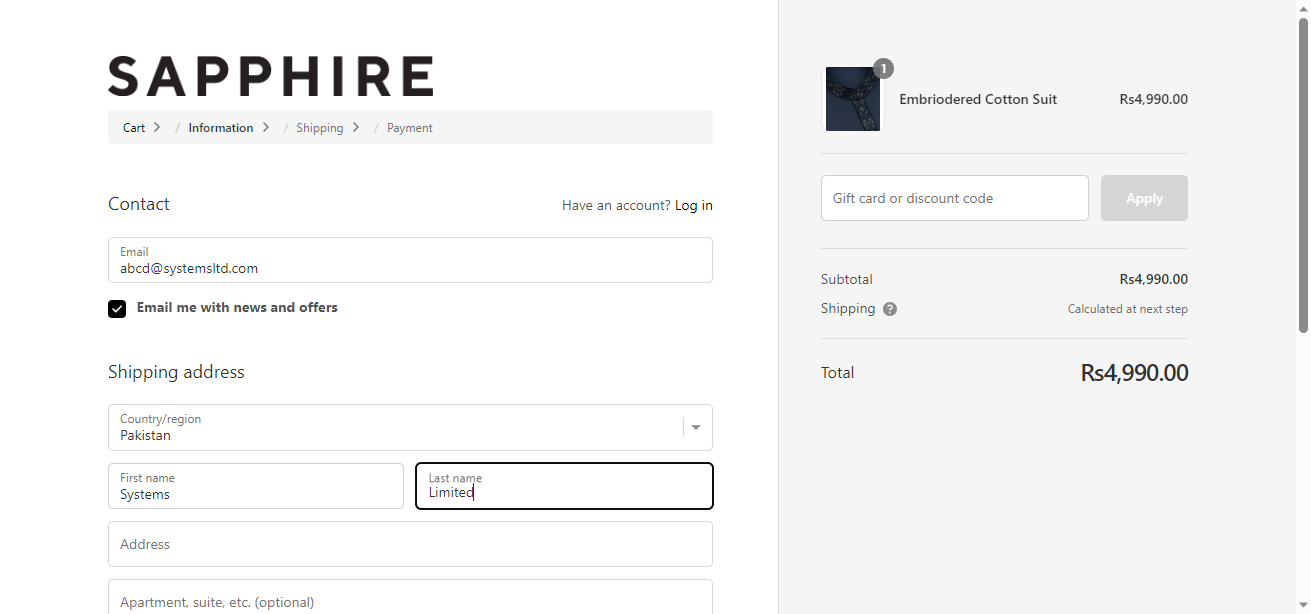 SAPPHIRE
Cart > / Information > / Shipping > / Payment
Contact
Have an account? Log in
Email
abcd@systemsltd.com
Email me with news and offers
Shipping address
Country/region
Pakistan
First name
Systems
Last name
Limited
Address
Apartment, suite, etc. (optional)
1
Embriodered Cotton Suit
Rs4,990.00
Gift card or discount code
Apply
Subtotal
Rs4,990.00
Shipping ?
Calculated at next step
Total
Rs4,990.00